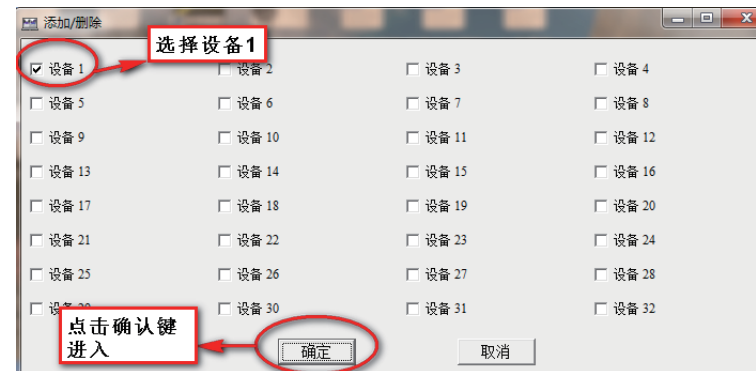 添加/删除
选择设备1
设备 1 设备 2 设备 3 设备 4
设备 5 设备 6 设备 7 设备 8
设备 9 设备 10 设备 11 设备 12
设备 13 设备 14 设备 15 设备 16
设备 17 设备 18 设备 19 设备 20
设备 21 设备 22 设备 23 设备 24
设备 25 设备 26 设备 27 设备 28
设备 30 设备 31 设备 32
点击确认键
进入
确定 取消